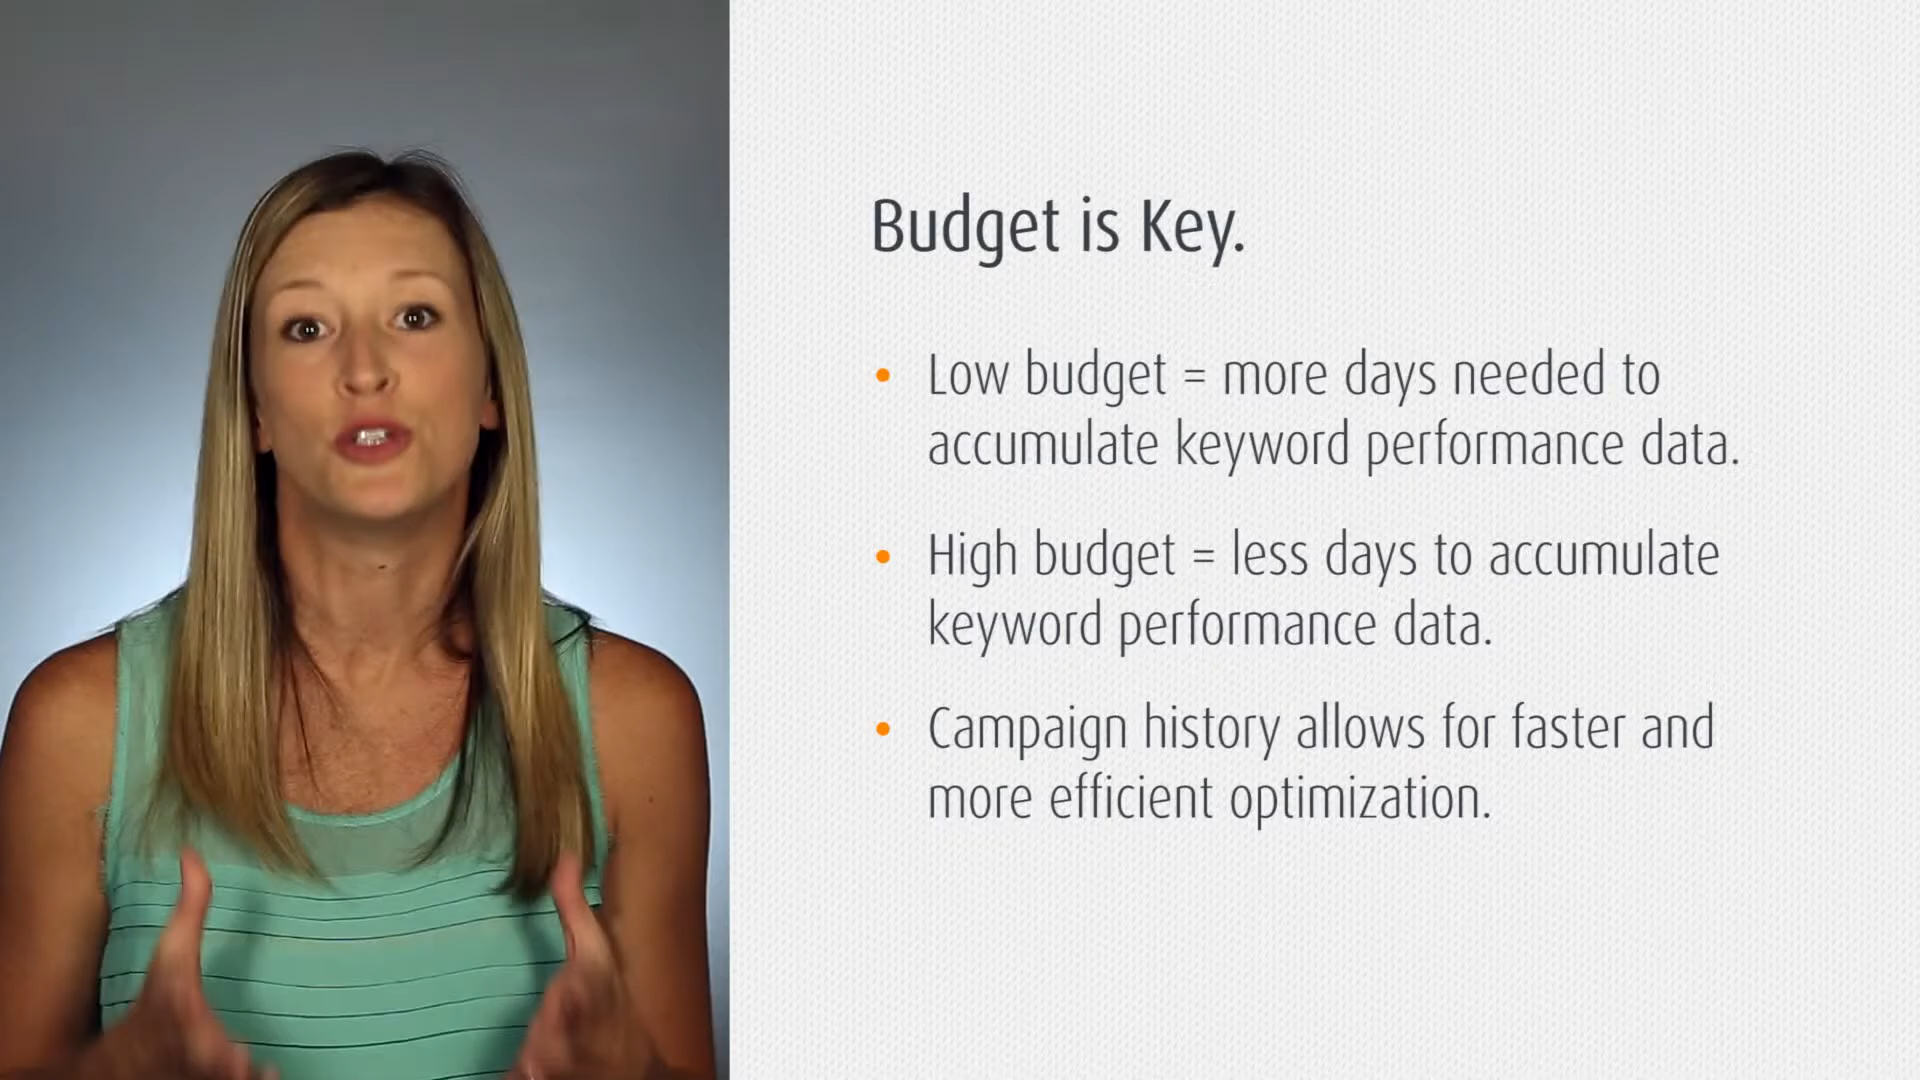 Budget is Key.
• Low budget = more days needed to
accumulate keyword performance data.
• High budget = less days to accumulate
keyword performance data.
• Campaign history allows for faster and
more efficient optimization.